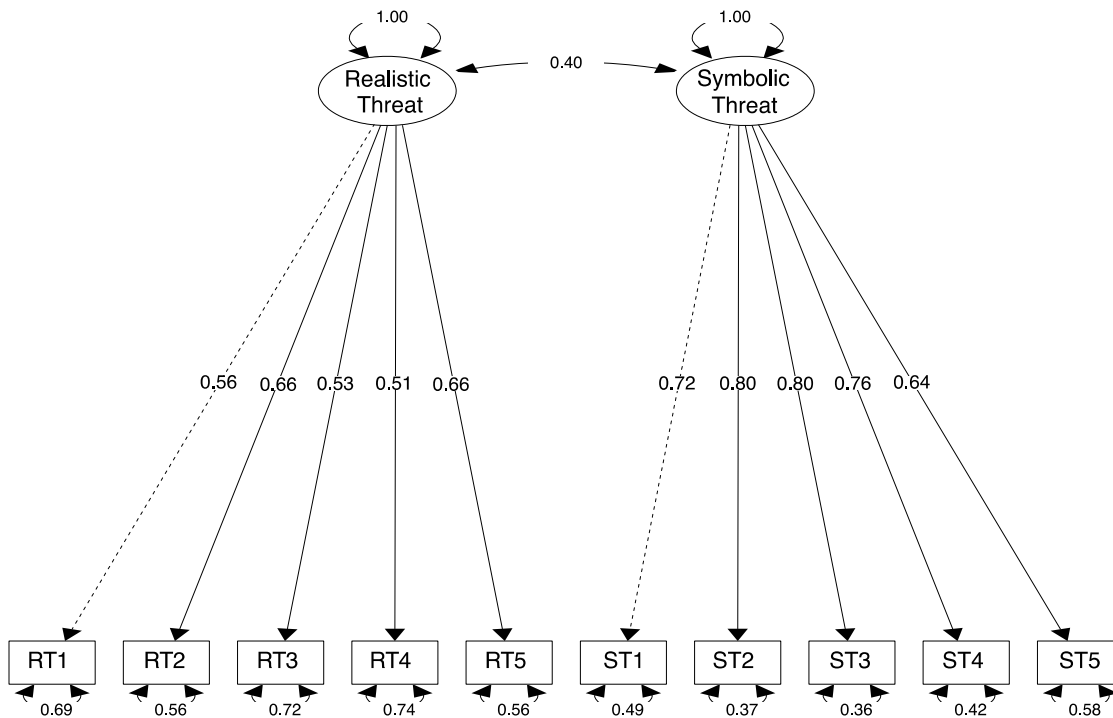 1.00
1.00
0.40
Realistic
Threat
Symbolic
Threat
0.56
0.66
0.53
0.51
0.66
0.72
0.80
0.80
0.76
0.64
RT1
RT2
RT3
RT4
RT5
ST1
ST2
ST3
ST4
ST5
0.69
0.56
0.72
0.74
0.56
0.49
0.37
0.36
0.42
0.58